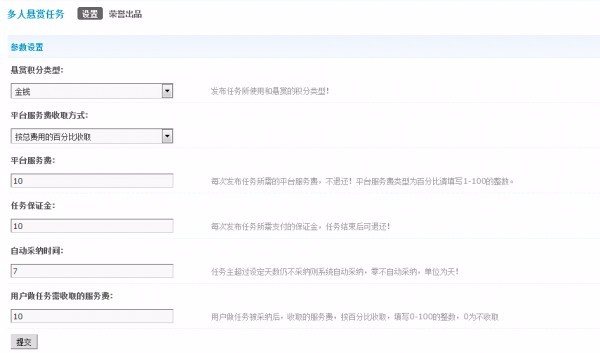 多人悬赏任务 设置 荣誉出品
参数设置
悬赏积分类型:
金钱 发布任务所使用和悬赏的积分类型!
平台服务费收取方式:
按总费用的百分比收取
平台服务费:
10 每次发布任务所需的平台服务费，不退还! 平台服务费类型为百分比请填写1-100的整数。
任务保证金:
10 每次发布任务所需支付的保证金，任务结束后可退还!
自动采纳时间:
7 任务主超过设定天数仍不采纳则系统自动采纳，零不自动采纳，单位为天!
用户做任务需收取的服务费:
10 用户做任务被采纳后，收取的服务费，按百分比收取，填写0-100的整数，0为不收取
提交